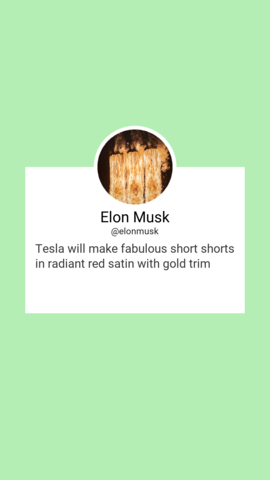 Elon Musk
@elonmusk
Tesla will make fabulous short shorts
in radiant red satin with gold trim